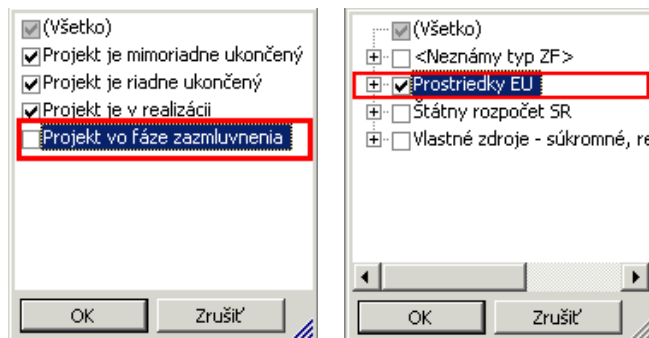 (Všetko)
Projekt je mimoriadne ukončený
Projekt je riadne ukončený
Projekt je v realizácii
Projekt vo fáze zazmluvnenia
OK
Zrušiť
(Všetko)
<Neznámy typ ZF>
Prostriedky EU
Štátny rozpočet SR
Vlastné zdroje - súkromné, re
OK
Zrušiť